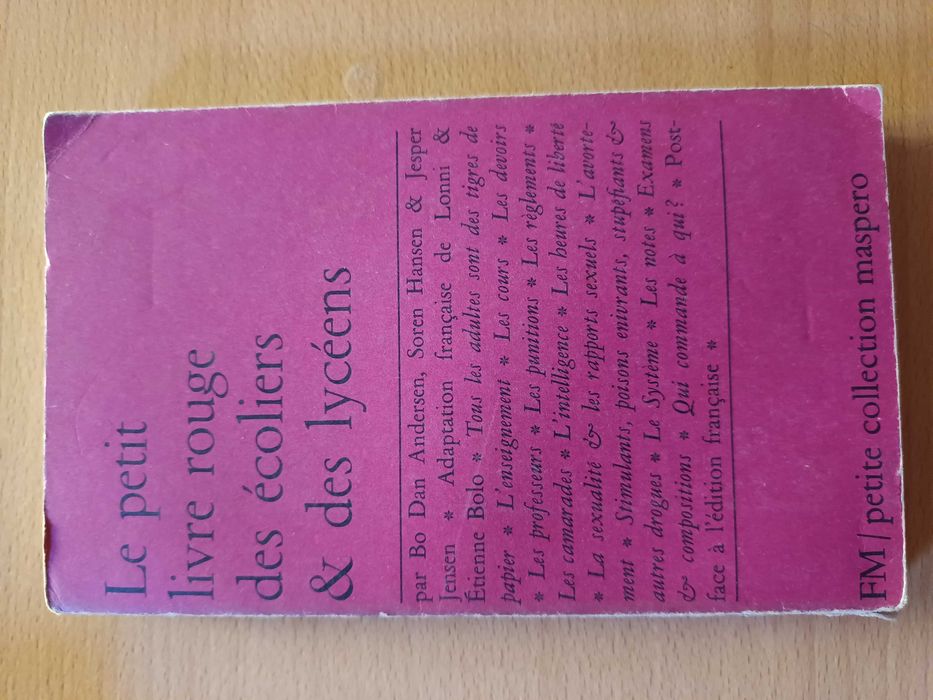 Le petit
livre rouge
des écoliers
& des lycéens
par Bo Dan Andersen, Soren Hansen & Jesper
Jensen * Adaptation française de Lonni &
Étienne Bolo * Tous les adultes sont des tigres de
papier * L'enseignement * Les cours * Les devoirs
* Les professeurs * Les punitions * Les règlements *
Les camarades * L'intelligence * Les heures de liberté
* La sexualité & les rapports sexuels * L'avorte-
ment * Stimulants, poisons enivrants, stupéfiants &
autres drogues * Le Système * Les notes * Examens
& compositions * Qui commande à qui ? * Post-
face à l'édition française *
FM/petite collection maspero